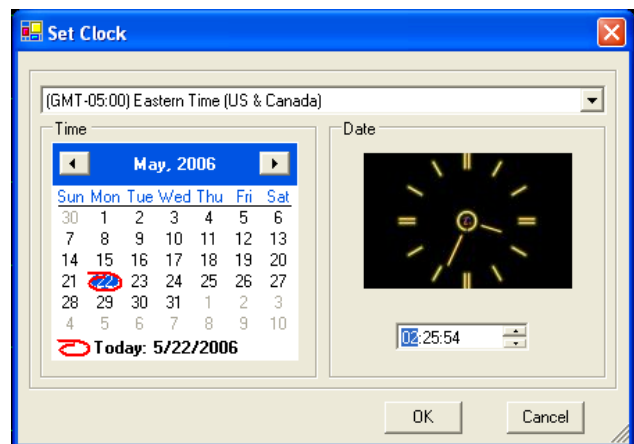 Set Clock
(GMT-05:00) Eastern Time (US & Canada)
Time
May, 2006
Sun Mon Tue Wed Thu Fri Sat
30 1 2 3 4 5 6
7 8 9 10 11 12 13
14 15 16 17 18 19 20
21 22 23 24 25 26 27
28 29 30 31 1 2 3
4 5 6 7 8 9 10
Today: 5/22/2006
Date
02:25:54
OK Cancel